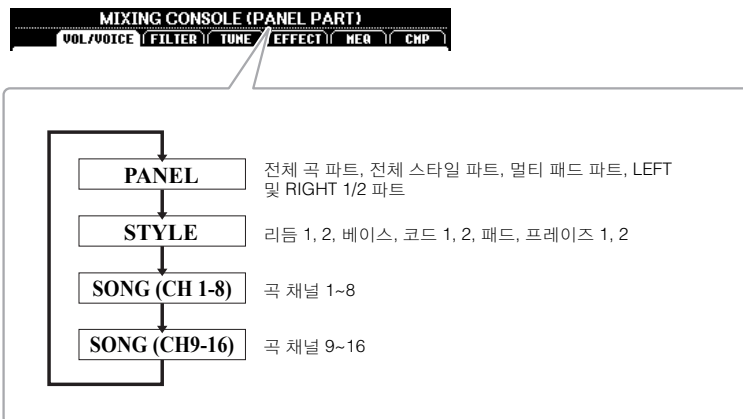 MIXING CONSOLE (PANEL PART)
VOL/VOICE FILTER TUNE EFFECT MEQ CMP
PANEL
전체 곡 파트, 전체 스타일 파트, 멀티 패드 파트, LEFT
및 RIGHT 1/2 파트
STYLE
리듬 1, 2, 베이스, 코드 1, 2, 패드, 프레이즈 1, 2
SONG (CH 1-8)
곡 채널 1~8
SONG (CH9-16)
곡 채널 9~16